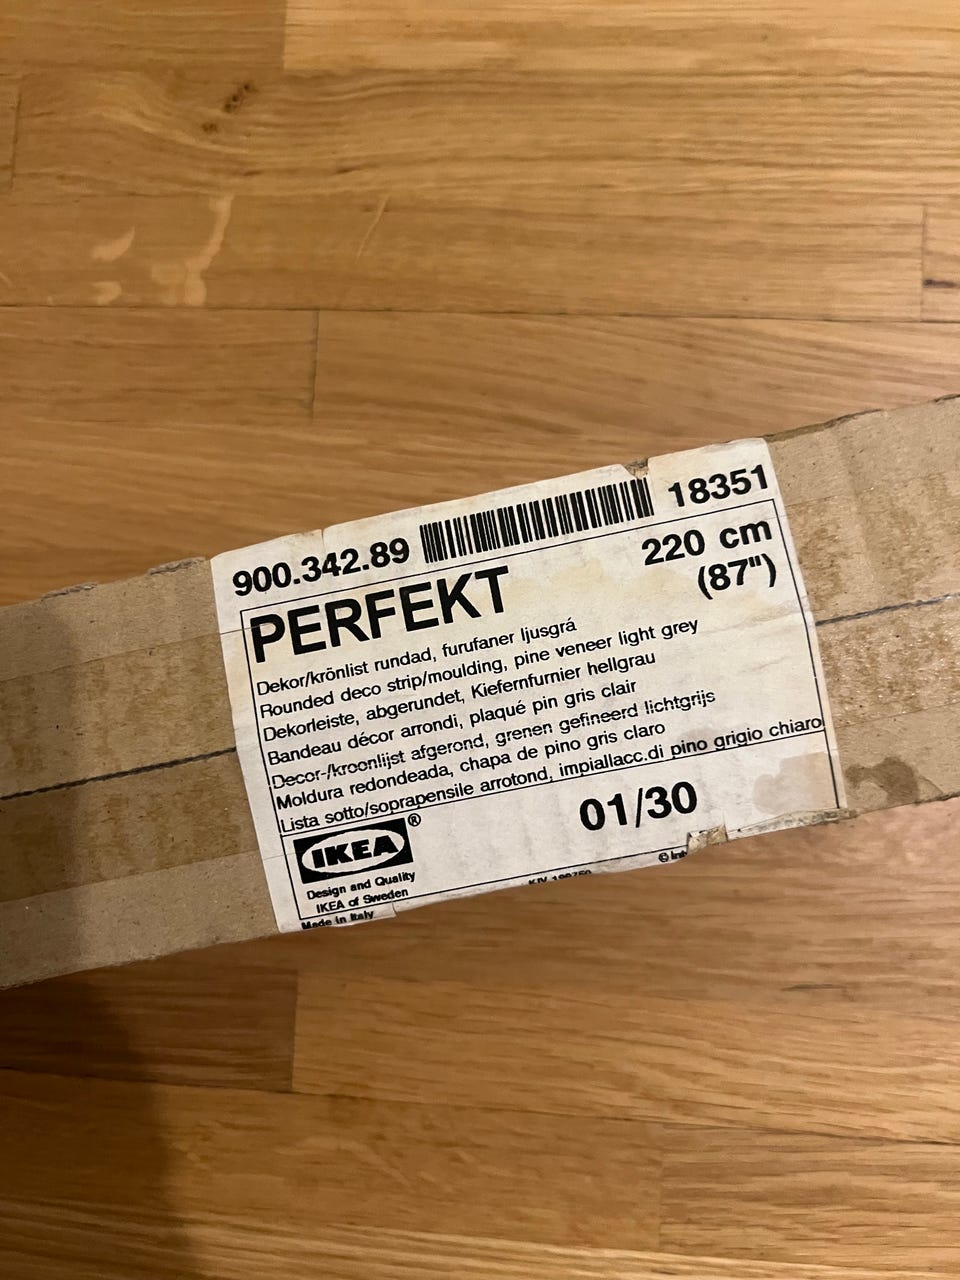 900.342.89 18351
PERFEKT 220 cm
(87")
Dekor/krönlist rundad, furufaner ljusgrå
Rounded deco strip/moulding, pine veneer light grey
Dekorleiste, abgerundet, Kiefernfurnier hellgrau
Bandeau décor arrondi, plaqué pin gris clair
Decor-/kroonlijst afgerond, grenen gefineerd lichtgrijs
Moldura redondeada, chapa de pino gris claro
Lista sotto/soprapensile arrotond, impiallacc.di pino grigio chiaro
01/30
IKEA®
Design and Quality
IKEA of Sweden
Made in Italy
©